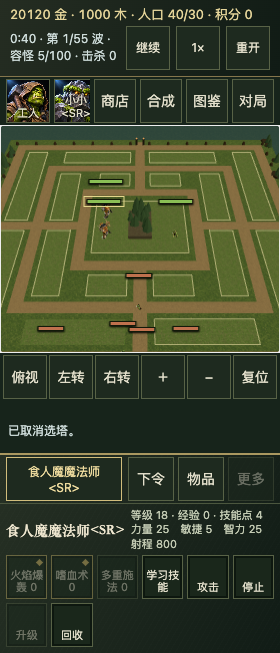 20120 金 · 1000 木 · 人口 40/30 · 积分 0
0:40 · 第 1/55 波 · 容怪 5/100 · 击杀 0
继续 1× 重开
工人 小小<SR> 商店 合成 图鉴 对局
俯视 左转 右转 + − 复位
已取消选塔。
食人魔魔法师<SR> 下令 物品 更多
食人魔魔法师<SR>
等级 18 · 经验 0 · 技能点 4
力量 25 敏捷 5 智力 25
射程 800
火焰爆轰 0 嗜血术 0 多重施法 0 学习技能 攻击 停止
升级 回收